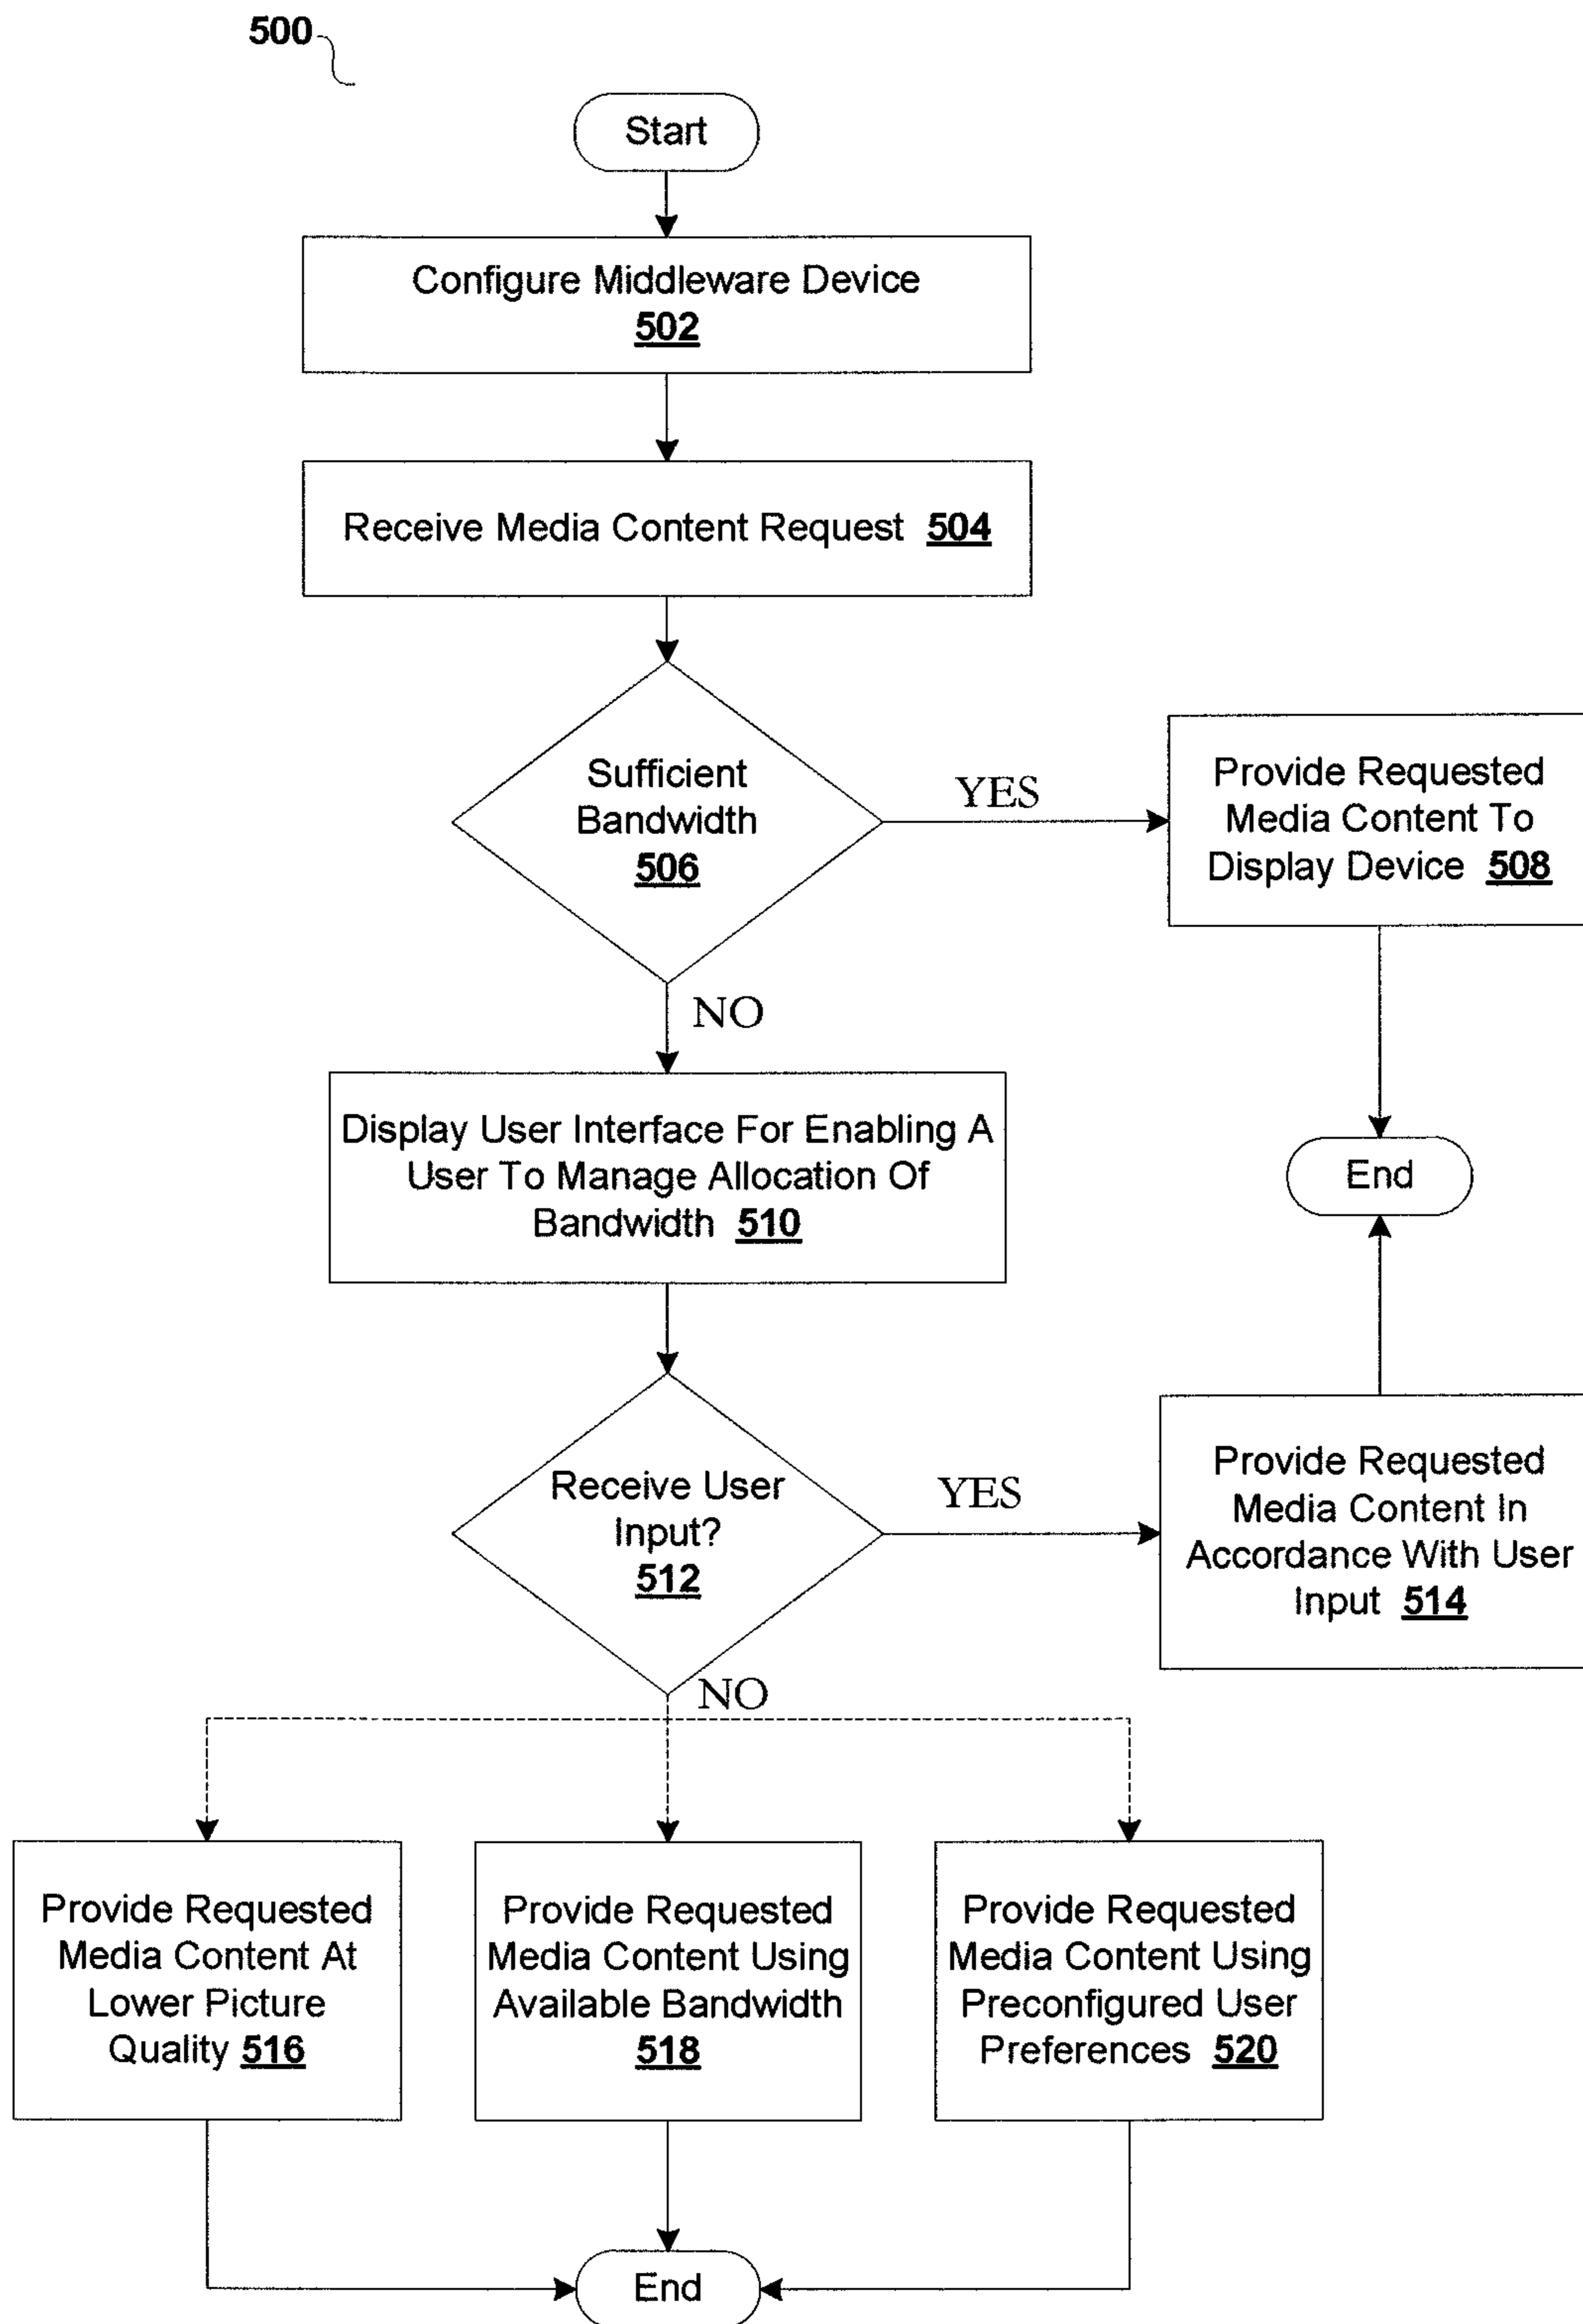 500
Start
Configure Middleware Device
502
Receive Media Content Request 504
Sufficient
Bandwidth
506
YES
Provide Requested
Media Content To
Display Device 508
NO
End
Display User Interface For Enabling A
User To Manage Allocation Of
Bandwidth 510
Receive User
Input?
512
YES
Provide Requested
Media Content In
Accordance With User
Input 514
NO
Provide Requested
Media Content At
Lower Picture
Quality 516
Provide Requested
Media Content Using
Available Bandwidth
518
Provide Requested
Media Content Using
Preconfigured User
Preferences 520
End